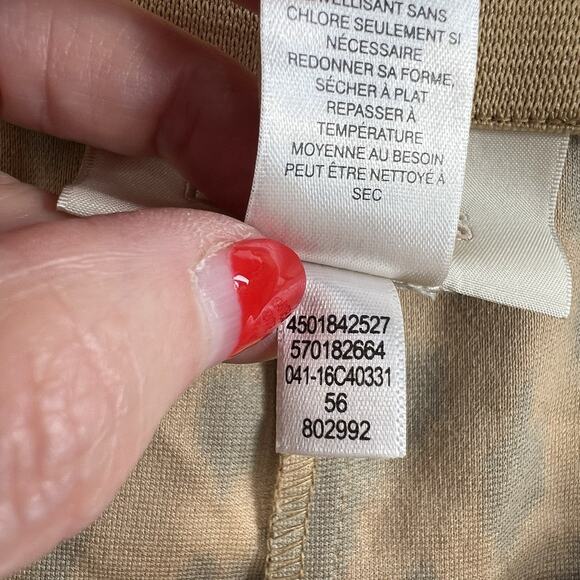 SANS
CHLORE SEULEMENT SI
NÉCESSAIRE
REDONNER SA FORME,
SÉCHER À PLAT
REPASSER À
TEMPÉRATURE
MOYENNE AU BESOIN
PEUT ÊTRE NETTOYÉ À
SEC
4501842527
570182664
041-16C40331
56
802992